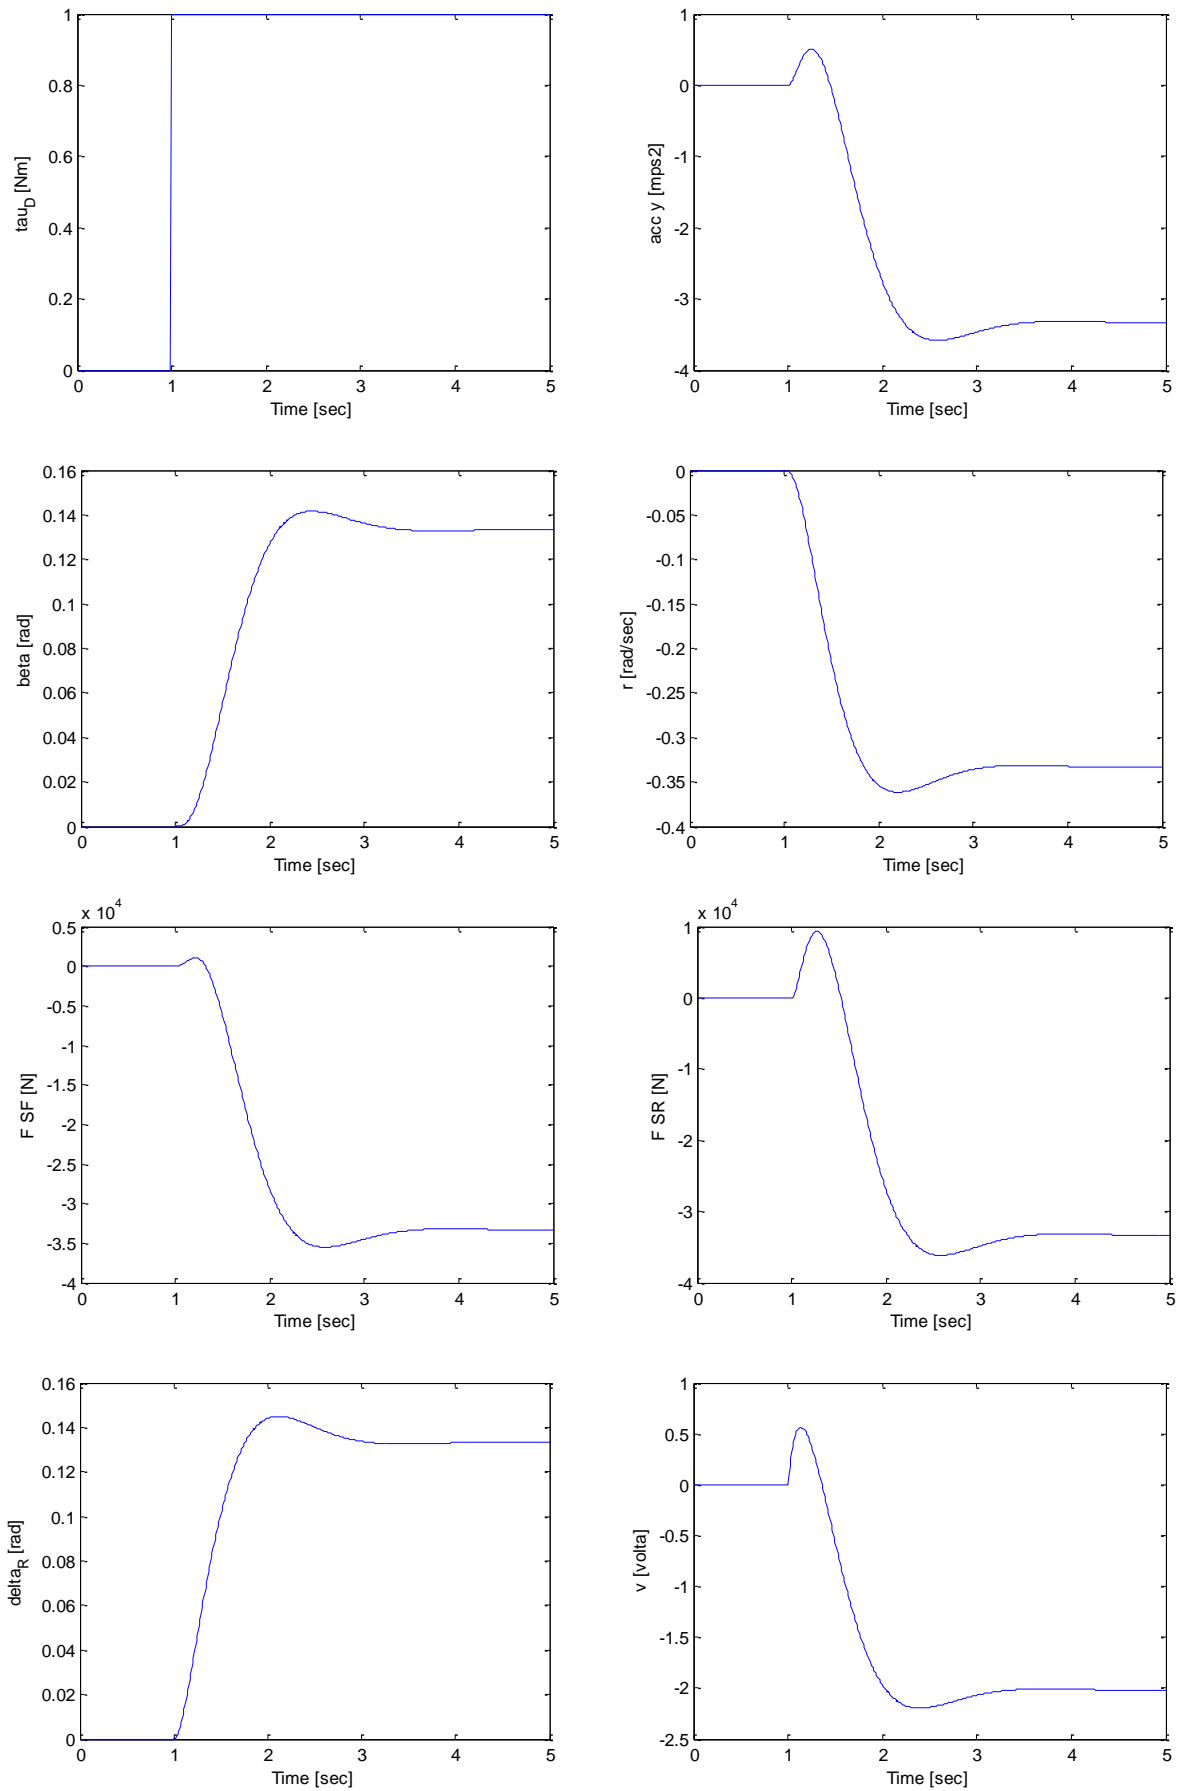 1
0.8
0.6
0.4
0.2
0
tau_D [Nm]
0 1 2 3 4 5
Time [sec]
1
0
-1
-2
-3
-4
acc y [mps2]
0 1 2 3 4 5
Time [sec]
0.16
0.14
0.12
0.1
0.08
0.06
0.04
0.02
0
beta [rad]
0 1 2 3 4 5
Time [sec]
0
-0.05
-0.1
-0.15
-0.2
-0.25
-0.3
-0.35
-0.4
r [rad/sec]
0 1 2 3 4 5
Time [sec]
x 10^4
0.5
0
-0.5
-1
-1.5
-2
-2.5
-3
-3.5
-4
F SF [N]
0 1 2 3 4 5
Time [sec]
x 10^4
1
0
-1
-2
-3
-4
F SR [N]
0 1 2 3 4 5
Time [sec]
0.16
0.14
0.12
0.1
0.08
0.06
0.04
0.02
0
delta_R [rad]
0 1 2 3 4 5
Time [sec]
1
0.5
0
-0.5
-1
-1.5
-2
-2.5
v [volta]
0 1 2 3 4 5
Time [sec]